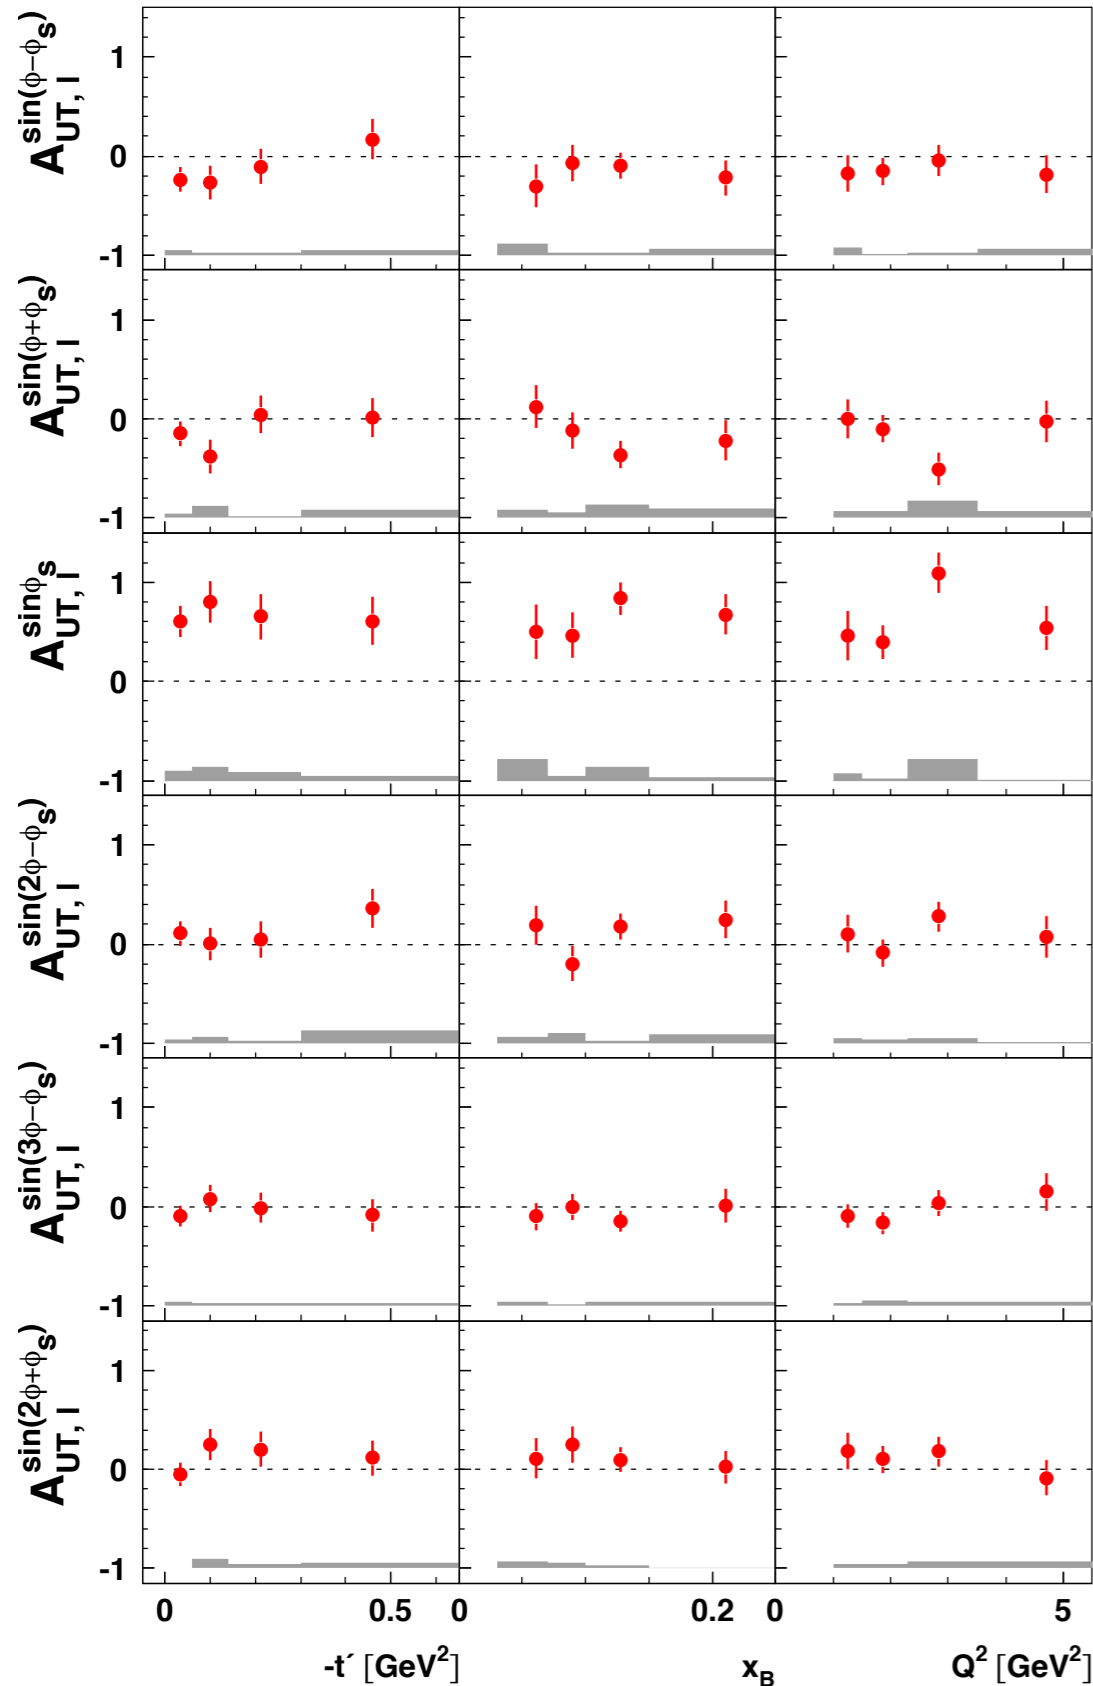 A_{UT, I}^{sin(ϕ−ϕ_s)}
1
0
-1
A_{UT, I}^{sin(ϕ+ϕ_s)}
1
0
-1
A_{UT, I}^{sinϕ_s}
1
0
-1
A_{UT, I}^{sin(2ϕ−ϕ_s)}
1
0
-1
A_{UT, I}^{sin(3ϕ−ϕ_s)}
1
0
-1
A_{UT, I}^{sin(2ϕ+ϕ_s)}
1
0
-1
0 0.5 0 0.2 0 5
-t´ [GeV²] x_B Q² [GeV²]